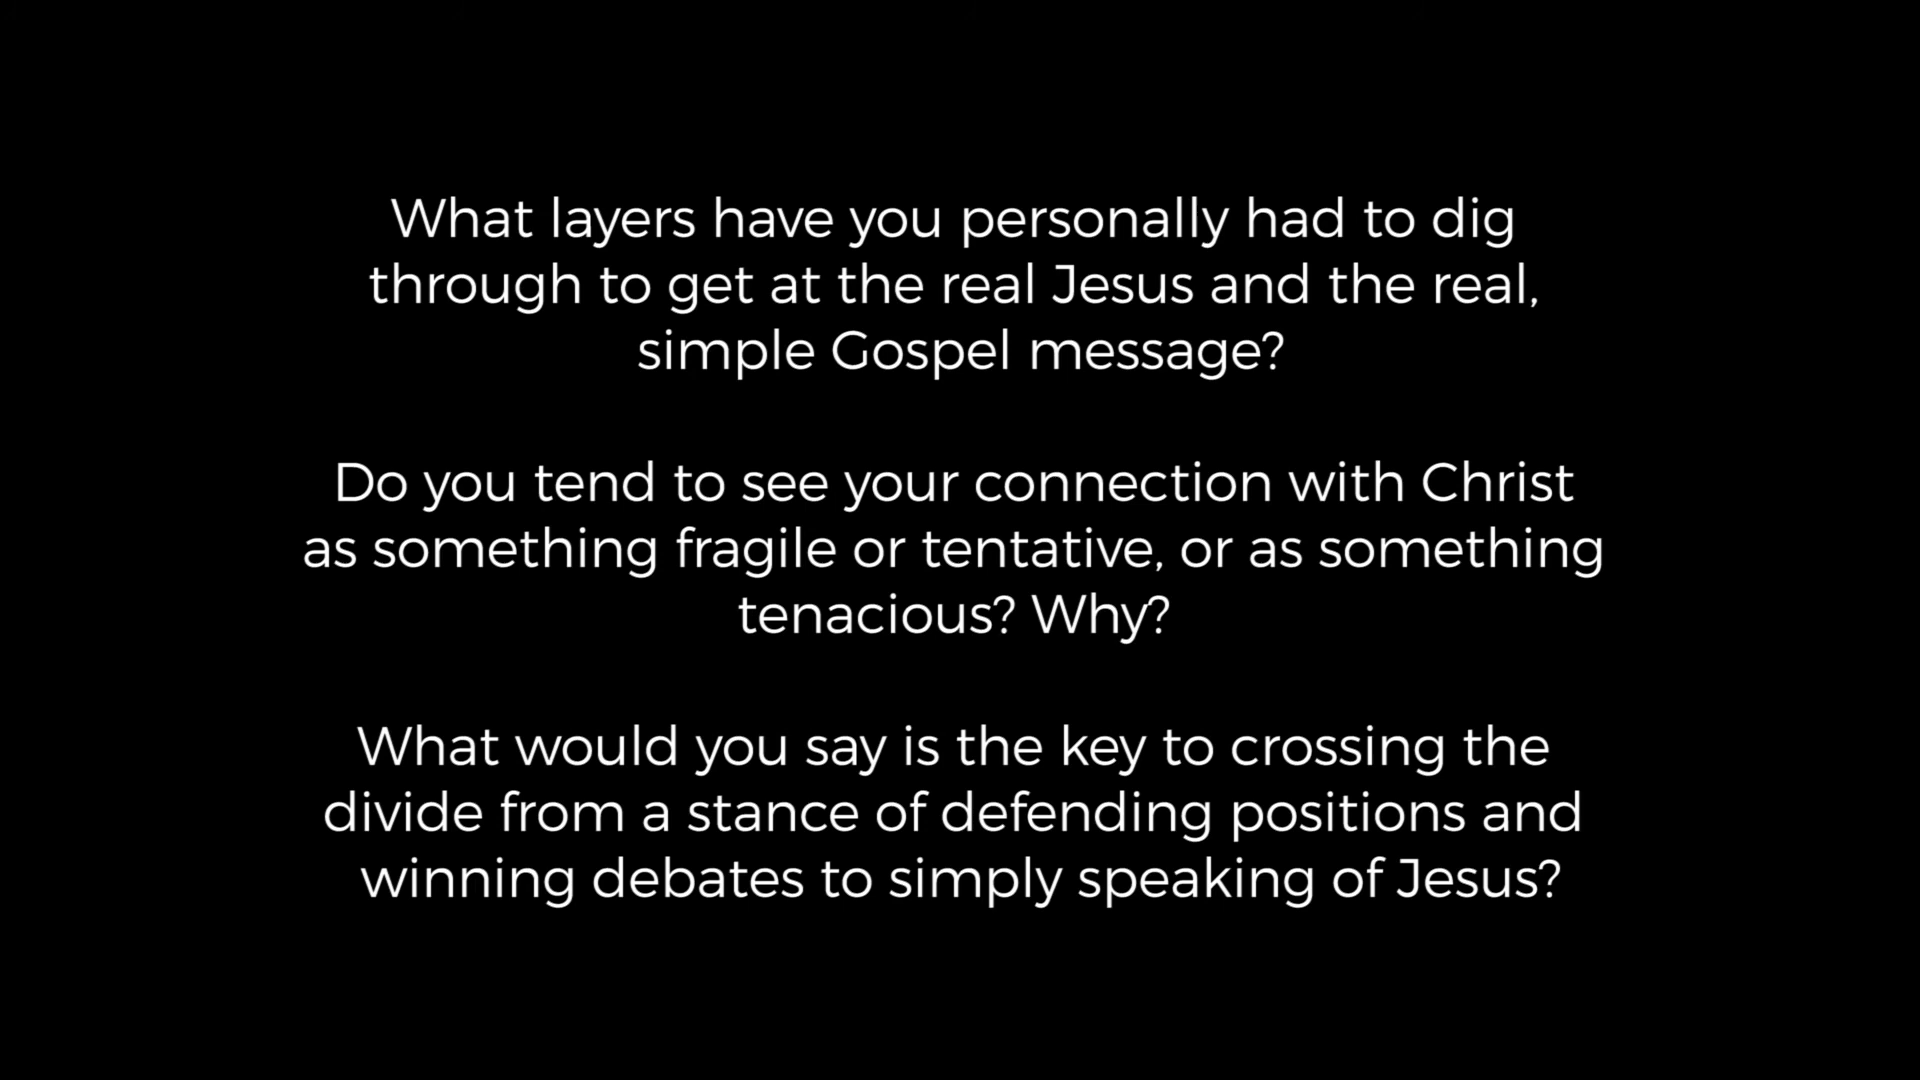 What layers have you personally had to dig
through to get at the real Jesus and the real,
simple Gospel message?
Do you tend to see your connection with Christ
as something fragile or tentative, or as something
tenacious? Why?
What would you say is the key to crossing the
divide from a stance of defending positions and
winning debates to simply speaking of Jesus?